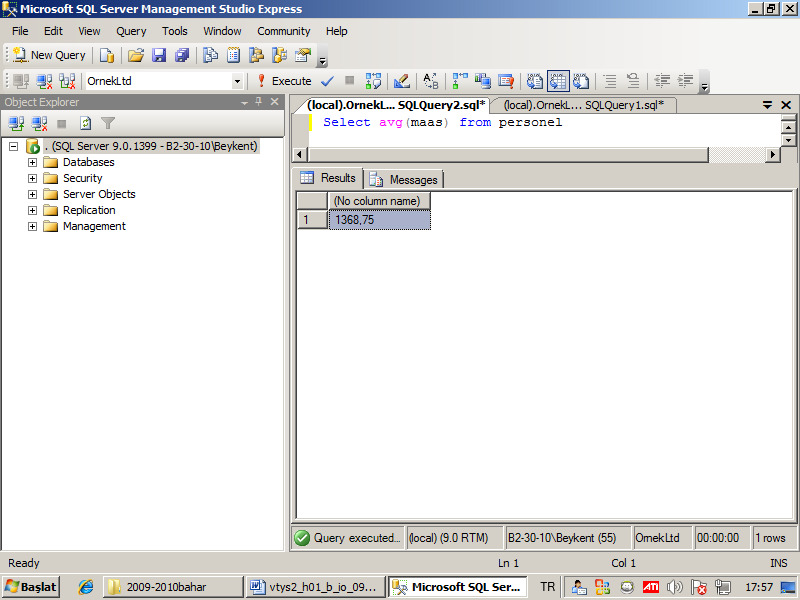 Microsoft SQL Server Management Studio Express
File Edit View Query Tools Window Community Help
New Query
OrnekLtd Execute
Object Explorer
. (SQL Server 9.0.1399 - B2-30-10\Beykent)
Databases
Security
Server Objects
Replication
Management
(local).OrnekL... SQLQuery2.sql* (local).OrnekL... SQLQuery1.sql*
Select avg(maas) from personel
Results Messages
(No column name)
1 1368,75
Query executed... (local) (9.0 RTM) B2-30-10\Beykent (55) OrnekLtd 00:00:00 1 rows
Ready Ln 1 Col 1 INS
Başlat 2009-2010bahar vtys2_h01_b_io_09... Microsoft SQL Ser... TR ATI 17:57